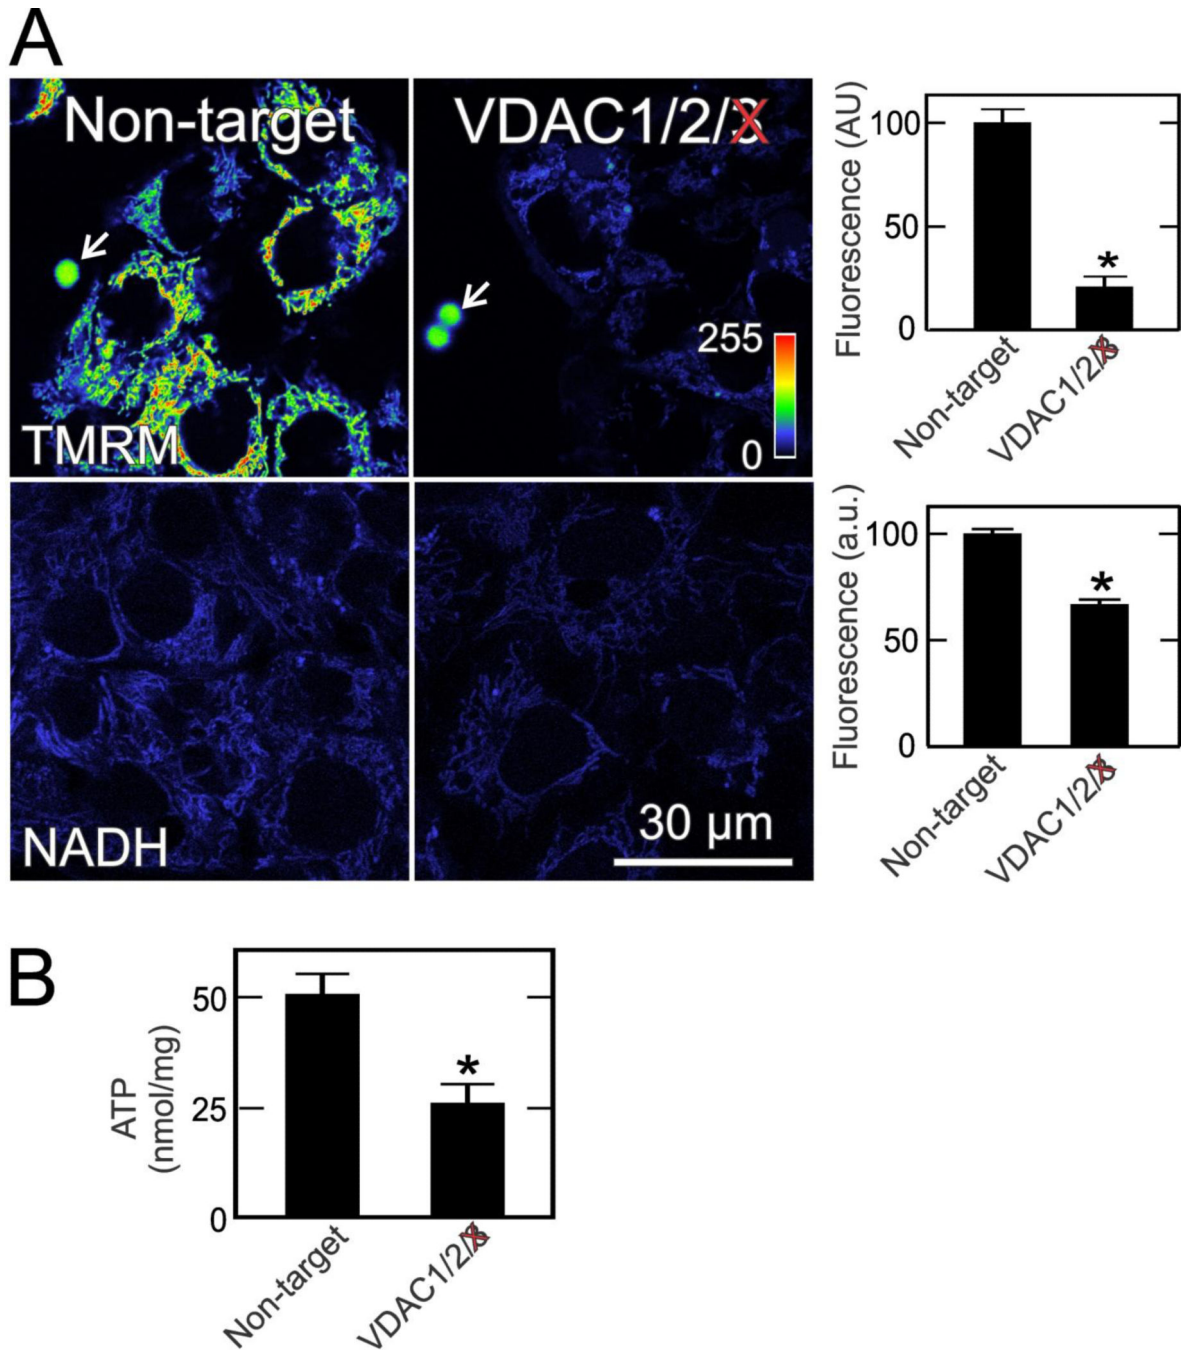 A
Non-target
VDAC1/2/3
TMRM
255
0
NADH
30 µm
Fluorescence (AU)
100
50
0
*
Non-target
VDAC1/2/3
Fluorescence (a.u.)
100
50
0
*
Non-target
VDAC1/2/3
B
ATP
(nmol/mg)
50
25
0
*
Non-target
VDAC1/2/3